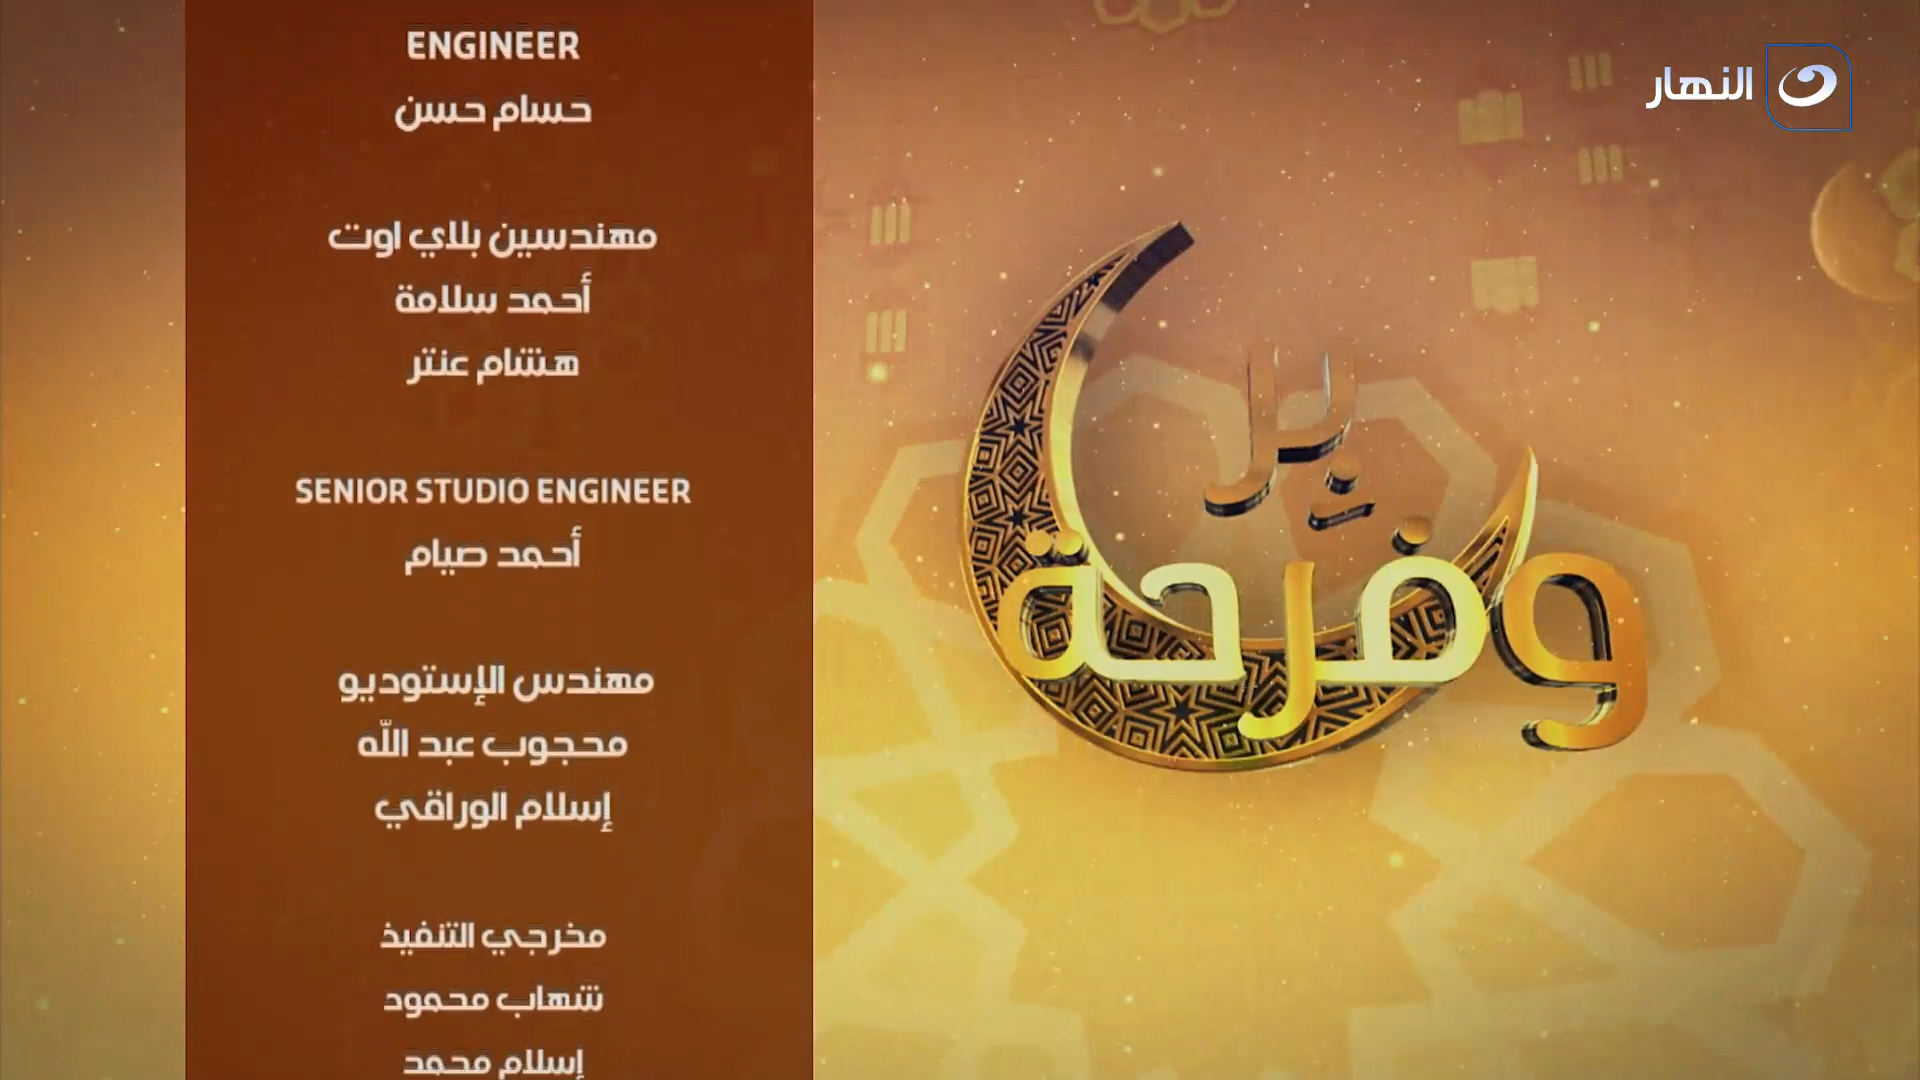 ENGINEER
حسام حسن
مهندسين بلاي اوت
أحمد سلامة
هشام عنتر
SENIOR STUDIO ENGINEER
أحمد صيام
مهندس الإستوديو
محجوب عبد الله
إسلام الوراقي
مخرجي التنفيذ
شهاب محمود
إسلام محمد
النهار
بِر
وفرحة